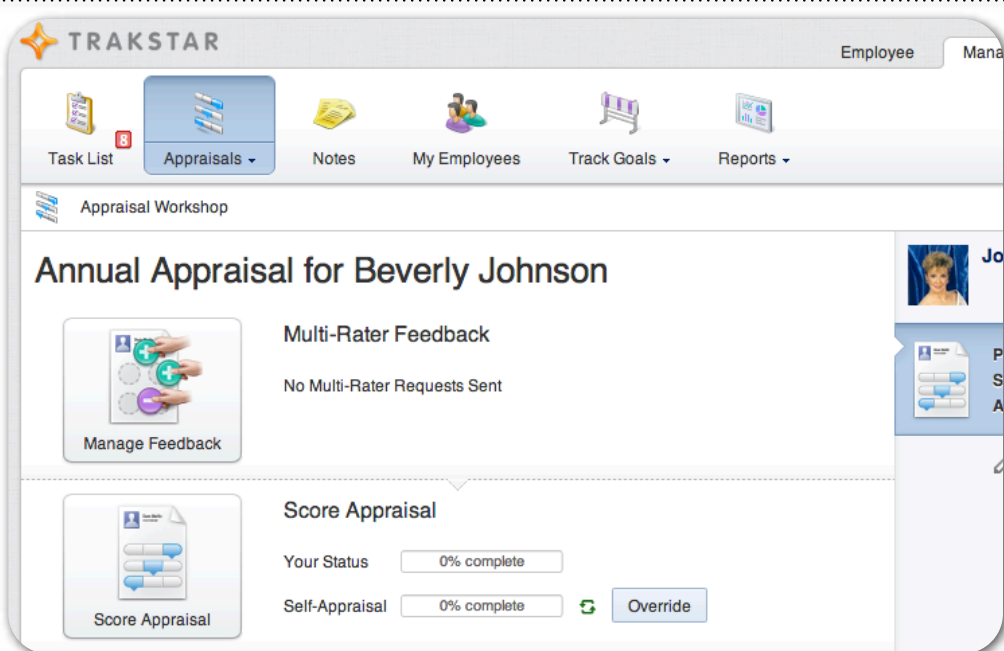 TRAKSTAR
Employee
Mana
8
Task List
Appraisals
Notes
My Employees
Track Goals
Reports
Appraisal Workshop
Annual Appraisal for Beverly Johnson
Jo
Multi-Rater Feedback
No Multi-Rater Requests Sent
Manage Feedback
P
S
A
Score Appraisal
Your Status 0% complete
Self-Appraisal 0% complete Override
Score Appraisal